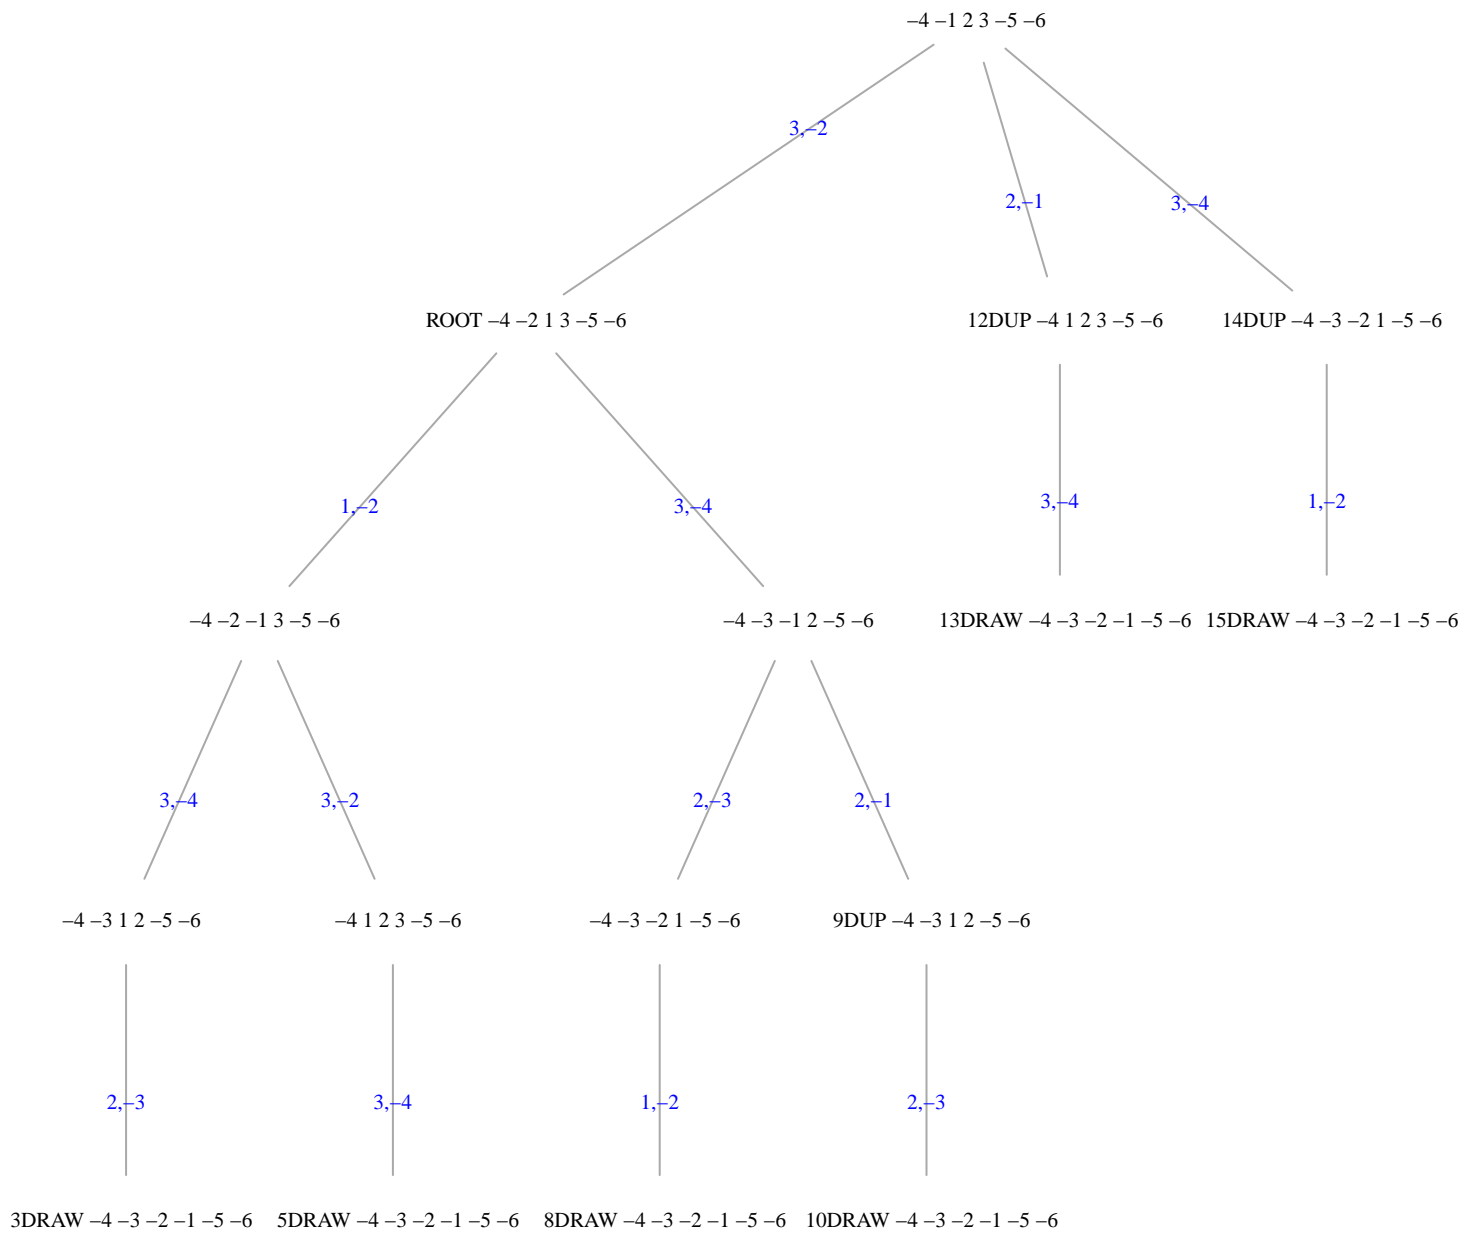 –4 –1 2 3 –5 –6
3,–2
2,–1
3,–4
ROOT –4 –2 1 3 –5 –6
12DUP –4 1 2 3 –5 –6
14DUP –4 –3 –2 1 –5 –6
1,–2
3,–4
3,–4
1,–2
–4 –2 –1 3 –5 –6
–4 –3 –1 2 –5 –6
13DRAW –4 –3 –2 –1 –5 –6
15DRAW –4 –3 –2 –1 –5 –6
3,–4
3,–2
2,–3
2,–1
–4 –3 1 2 –5 –6
–4 1 2 3 –5 –6
–4 –3 –2 1 –5 –6
9DUP –4 –3 1 2 –5 –6
2,–3
3,–4
1,–2
2,–3
3DRAW –4 –3 –2 –1 –5 –6
5DRAW –4 –3 –2 –1 –5 –6
8DRAW –4 –3 –2 –1 –5 –6
10DRAW –4 –3 –2 –1 –5 –6